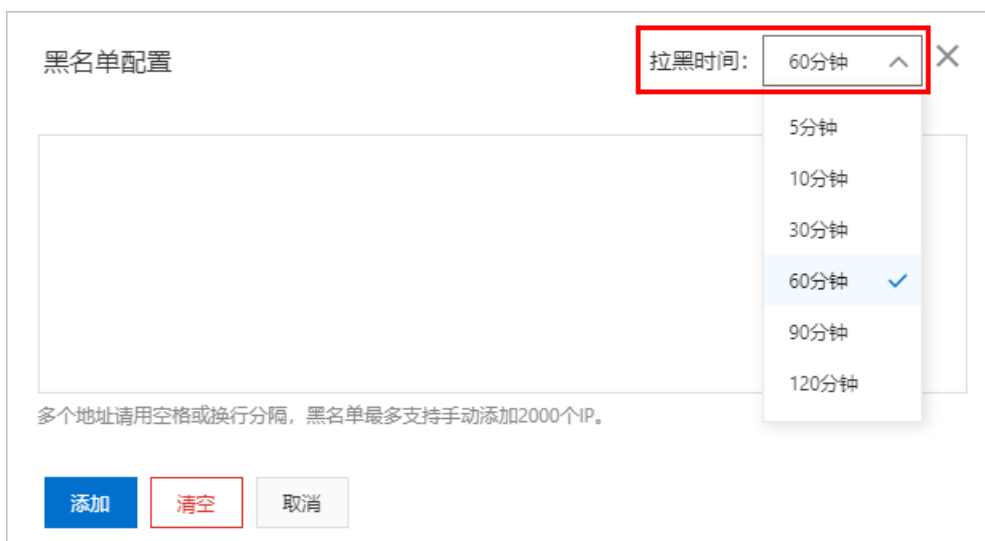 黑名单配置
拉黑时间： 60分钟
5分钟
10分钟
30分钟
60分钟
90分钟
120分钟
多个地址请用空格或换行分隔，黑名单最多支持手动添加2000个IP。
添加 清空 取消